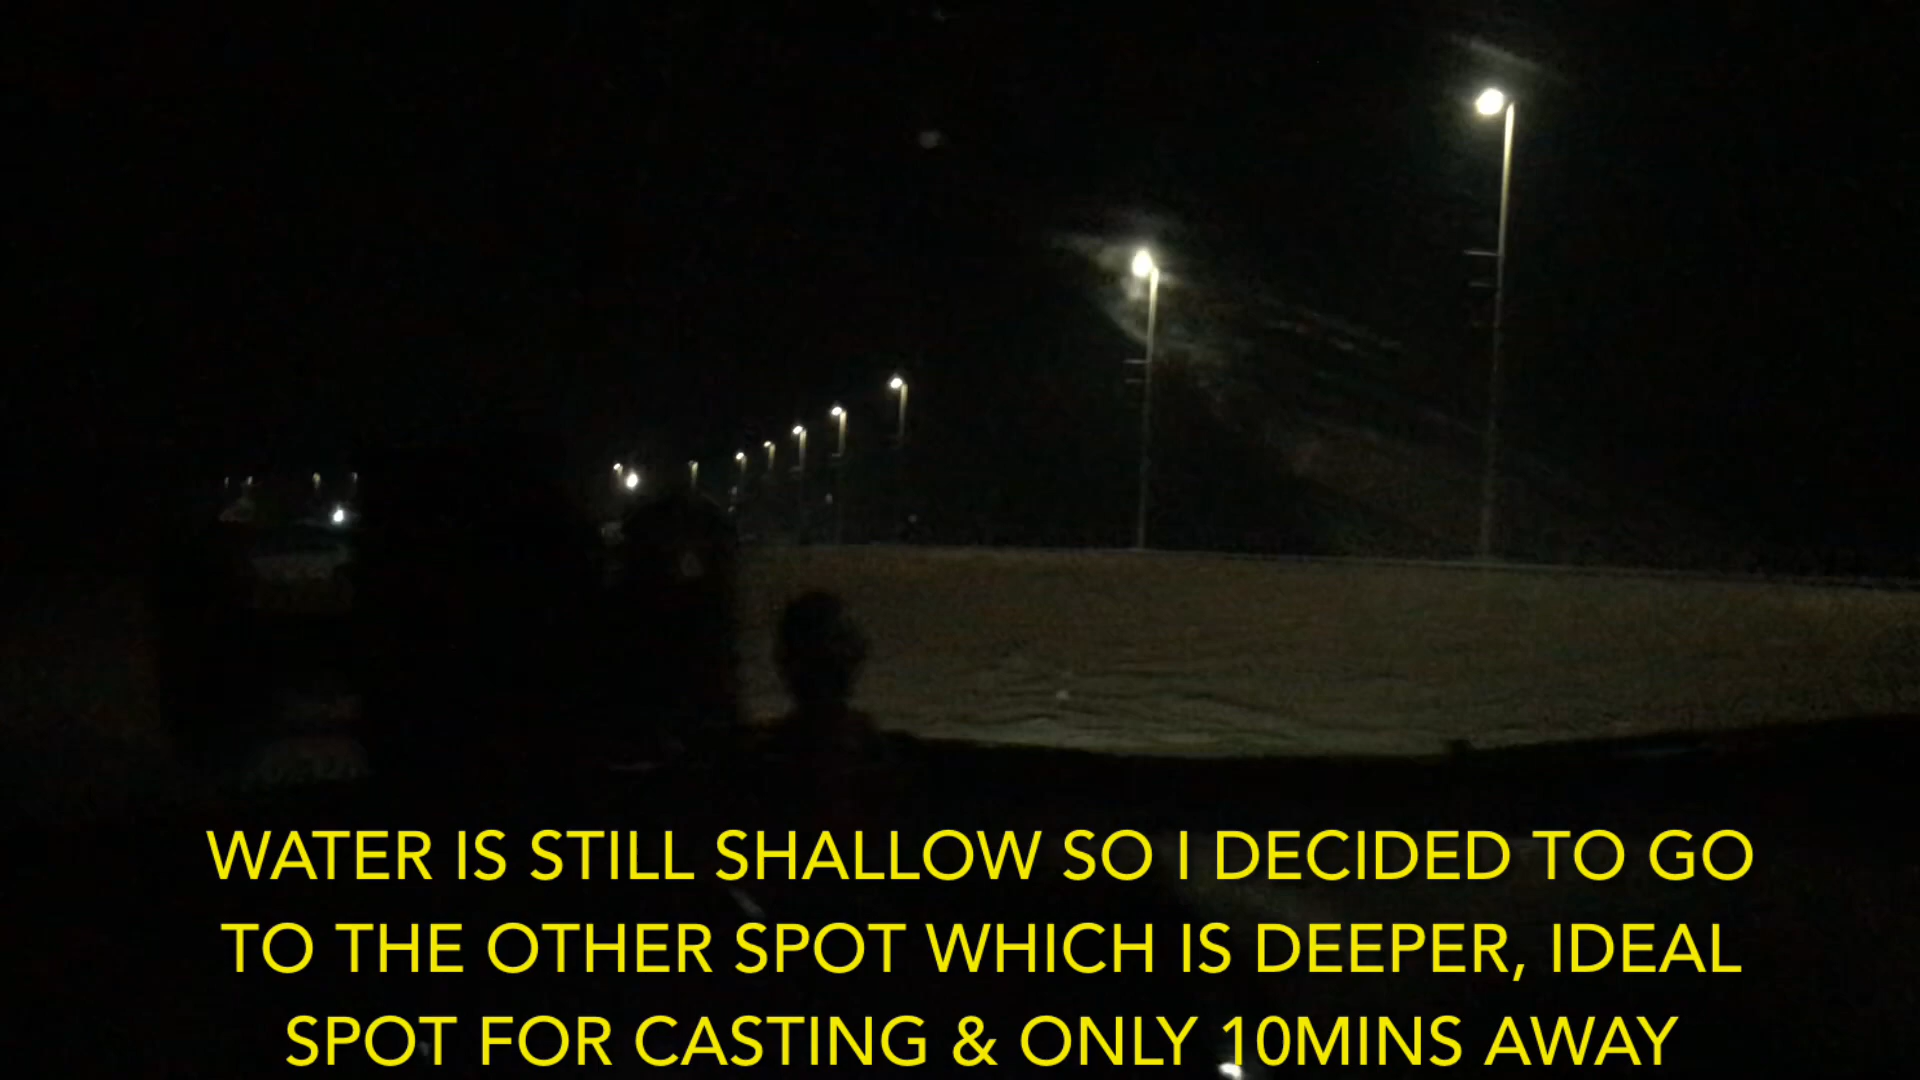 WATER IS STILL SHALLOW SO I DECIDED TO GO
TO THE OTHER SPOT WHICH IS DEEPER, IDEAL
SPOT FOR CASTING & ONLY 10MINS AWAY